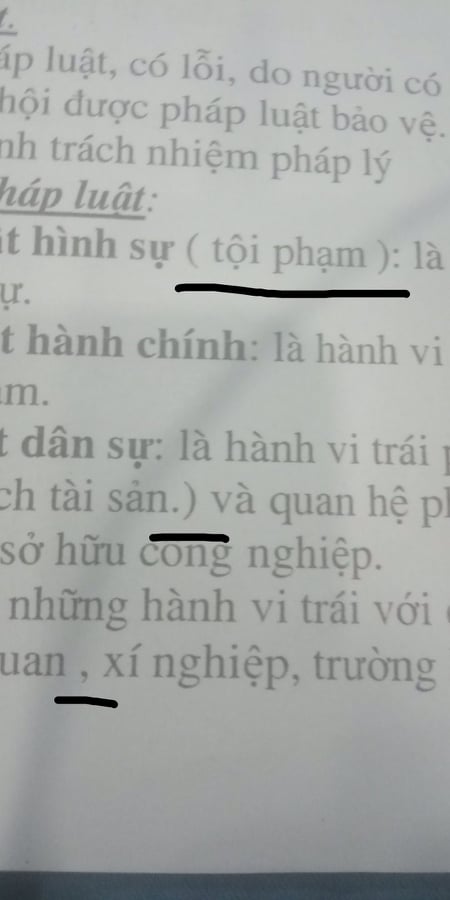 t.
áp luật, có lỗi, do người có
hội được pháp luật bảo vệ.
nh trách nhiệm pháp lý
háp luật:
t hình sự ( tội phạm ): là
ự.
t hành chính: là hành vi
m.
t dân sự: là hành vi trái
ch tài sản.) và quan hệ
sở hữu công nghiệp.
những hành vi trái với
uan , xí nghiệp, trường